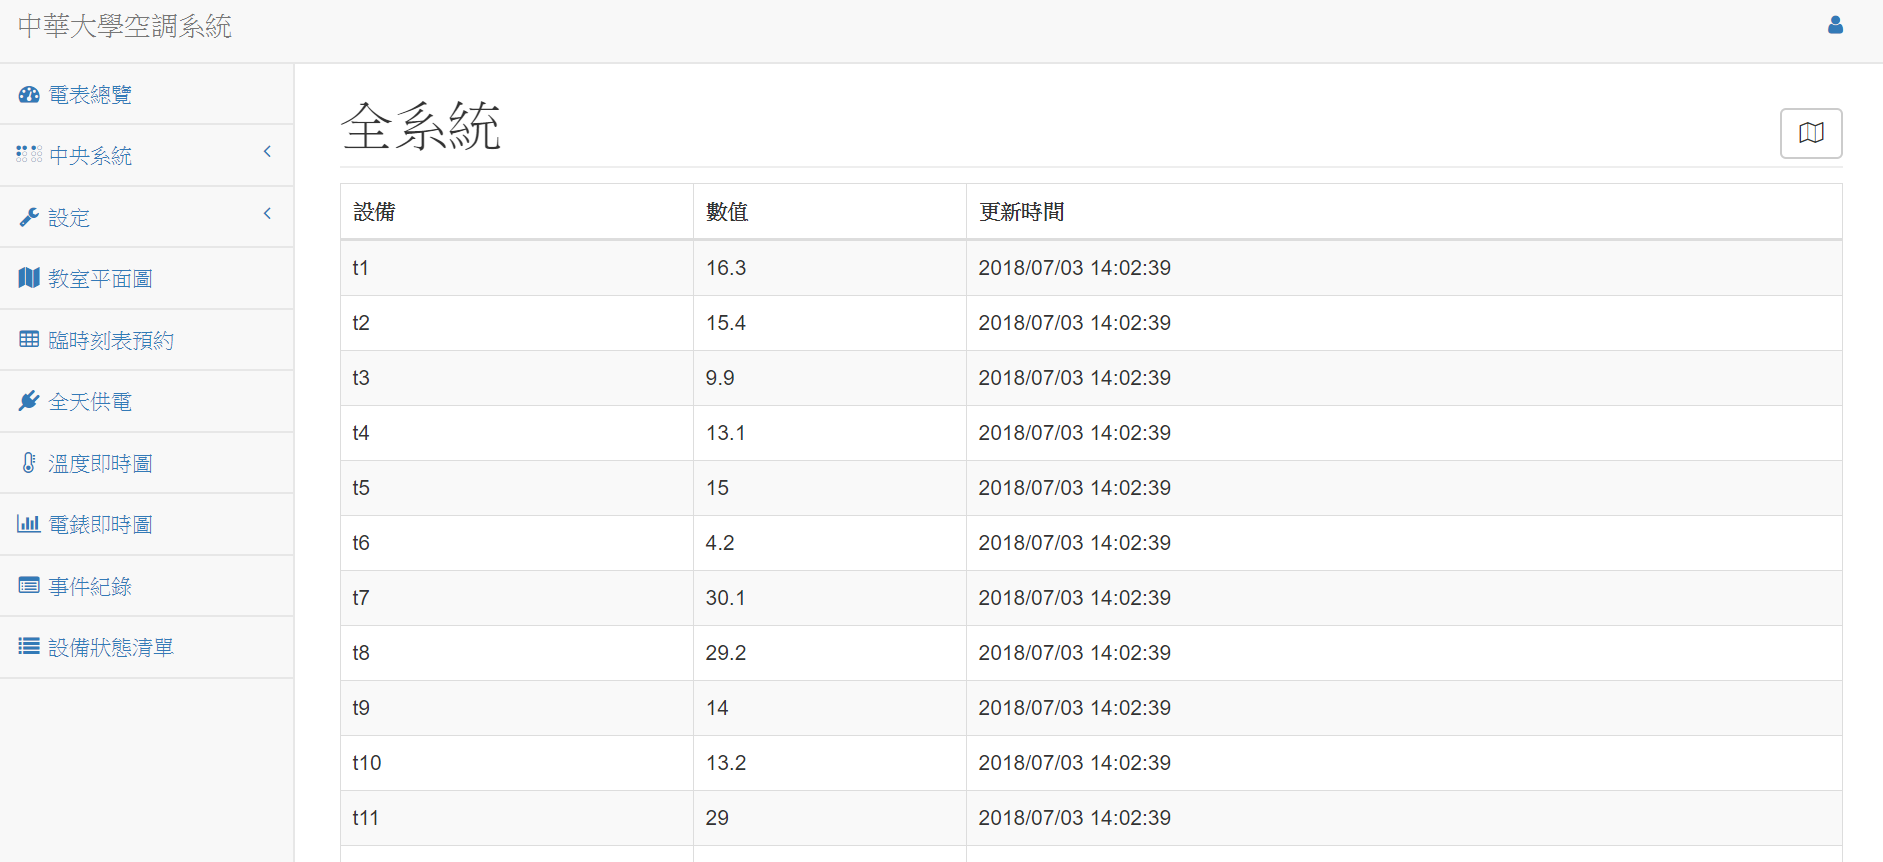 中華大學空調系統
電表總覽
中央系統
設定
教室平面圖
臨時刻表預約
全天供電
溫度即時圖
電錶即時圖
事件紀錄
設備狀態清單
全系統
設備 數值 更新時間
t1 16.3 2018/07/03 14:02:39
t2 15.4 2018/07/03 14:02:39
t3 9.9 2018/07/03 14:02:39
t4 13.1 2018/07/03 14:02:39
t5 15 2018/07/03 14:02:39
t6 4.2 2018/07/03 14:02:39
t7 30.1 2018/07/03 14:02:39
t8 29.2 2018/07/03 14:02:39
t9 14 2018/07/03 14:02:39
t10 13.2 2018/07/03 14:02:39
t11 29 2018/07/03 14:02:39